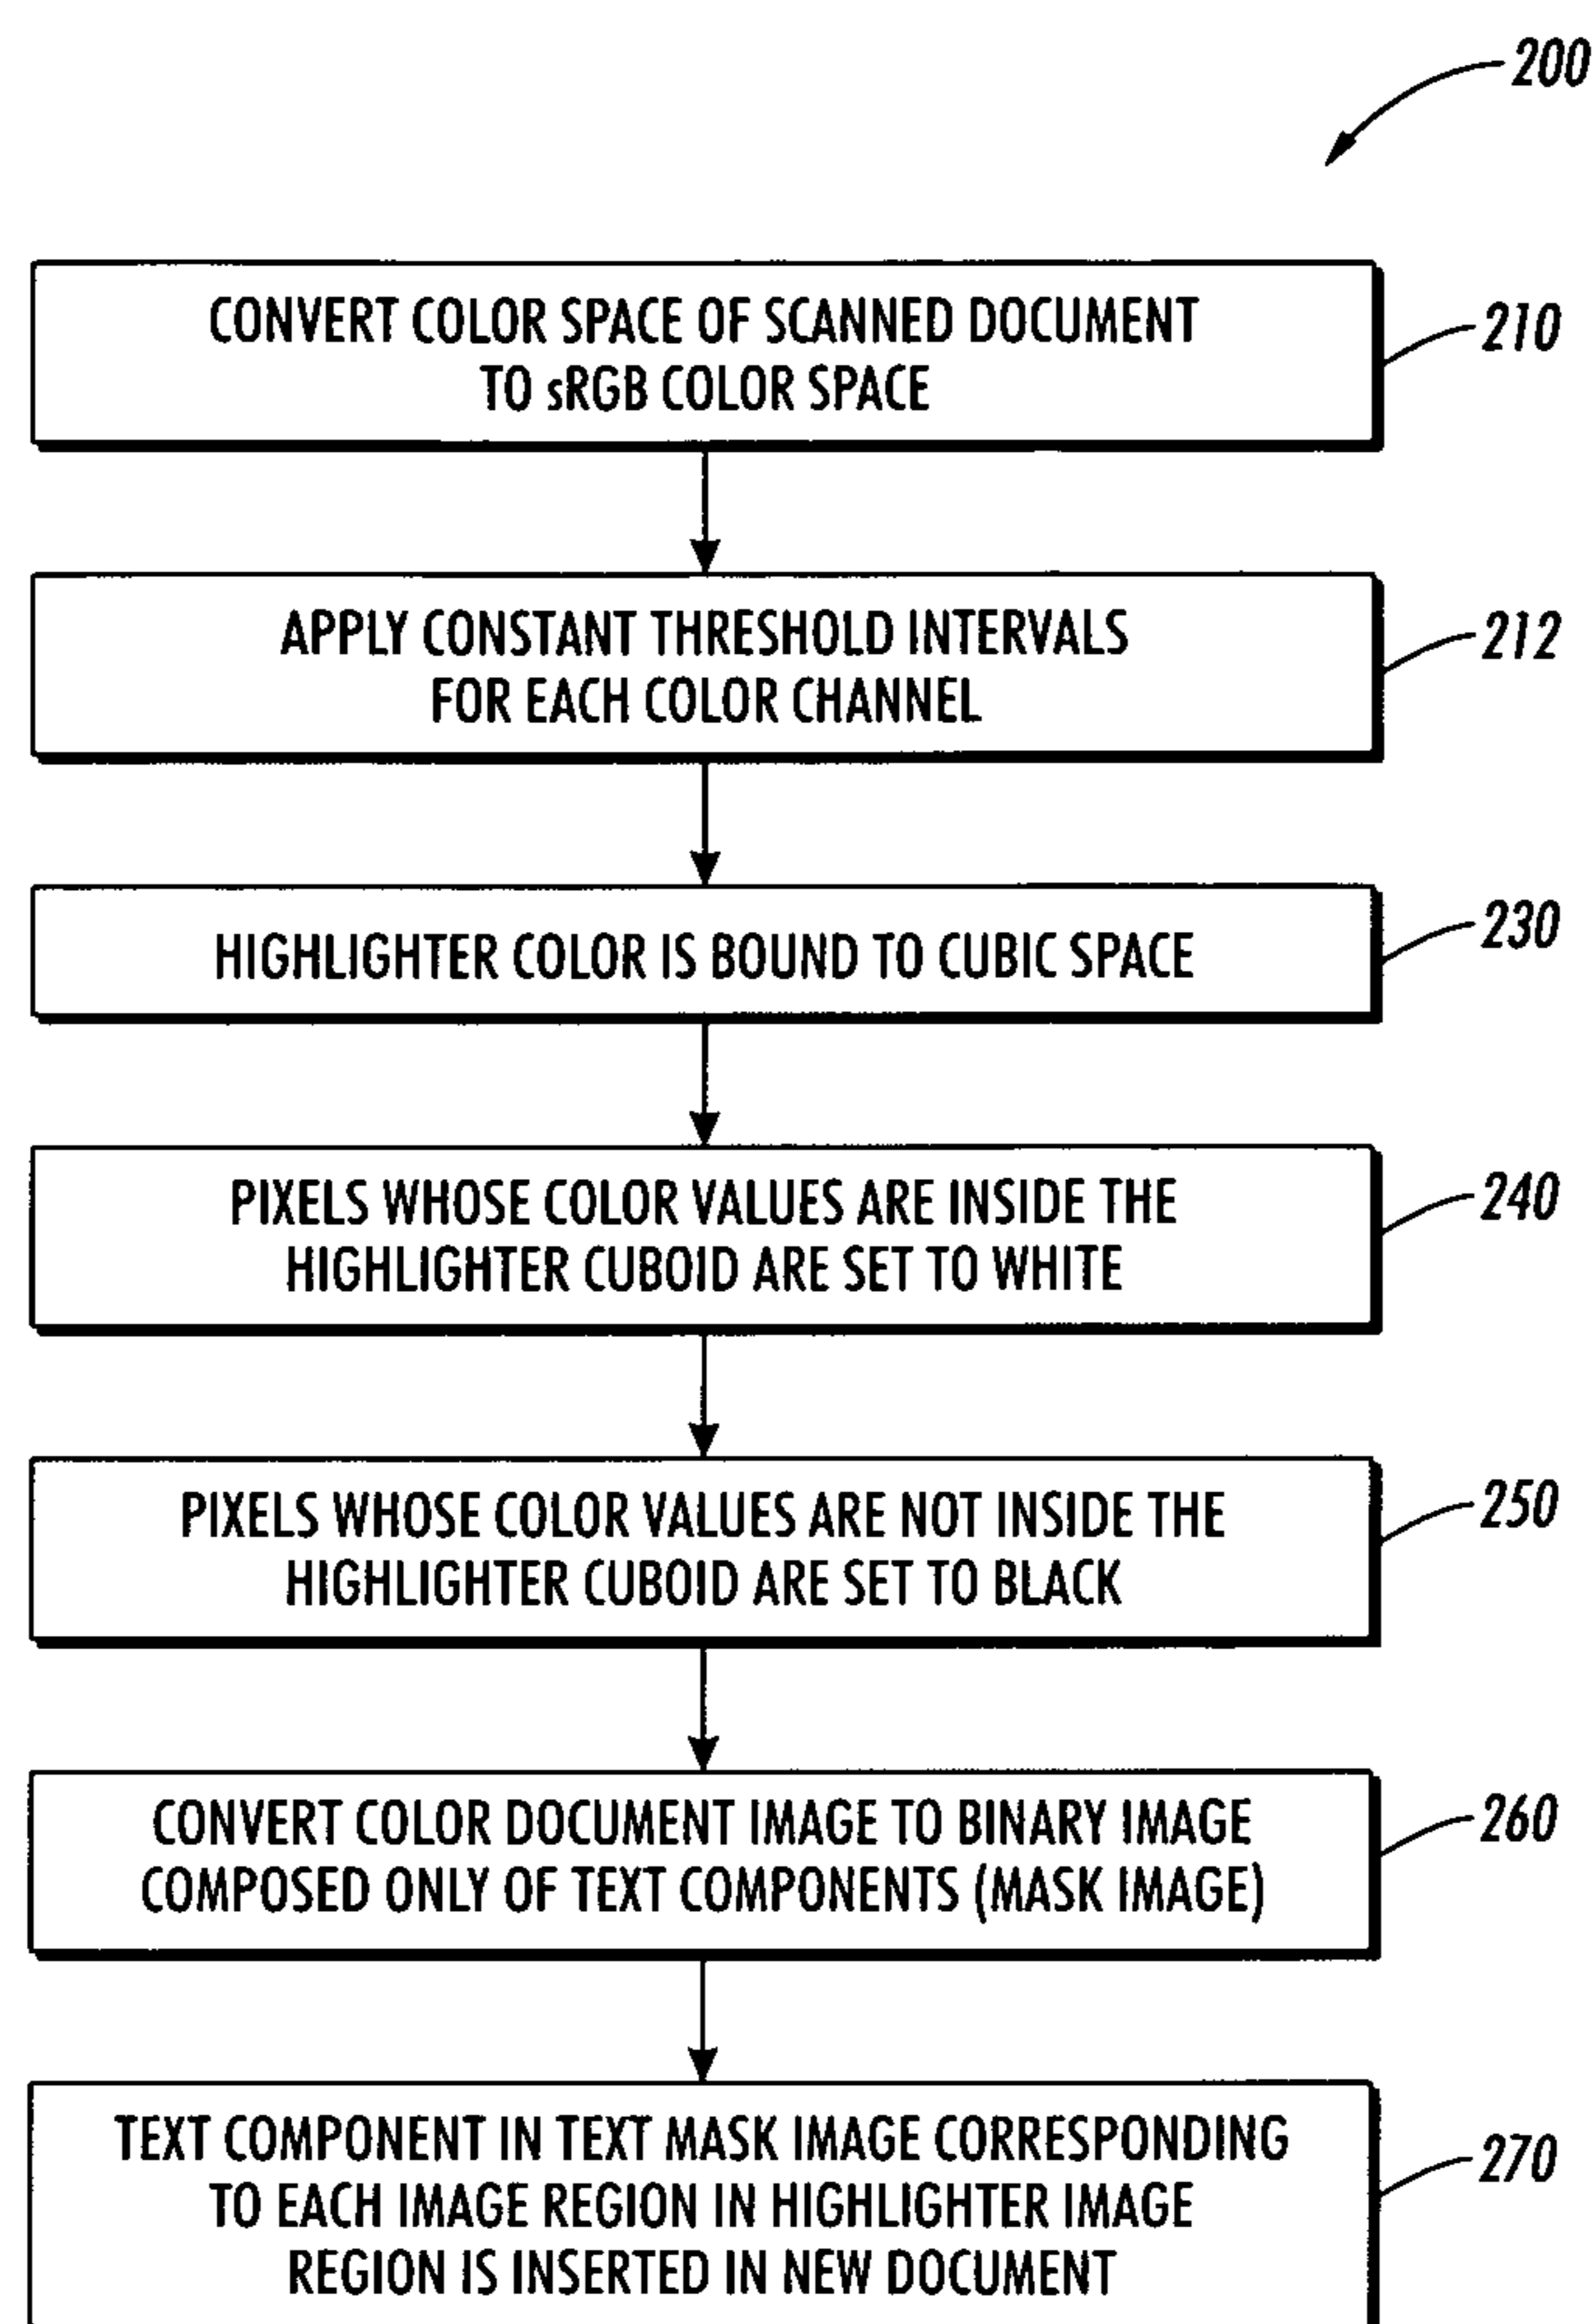 200
CONVERT COLOR SPACE OF SCANNED DOCUMENT
TO sRGB COLOR SPACE
210
APPLY CONSTANT THRESHOLD INTERVALS
FOR EACH COLOR CHANNEL
212
HIGHLIGHTER COLOR IS BOUND TO CUBIC SPACE
230
PIXELS WHOSE COLOR VALUES ARE INSIDE THE
HIGHLIGHTER CUBOID ARE SET TO WHITE
240
PIXELS WHOSE COLOR VALUES ARE NOT INSIDE THE
HIGHLIGHTER CUBOID ARE SET TO BLACK
250
CONVERT COLOR DOCUMENT IMAGE TO BINARY IMAGE
COMPOSED ONLY OF TEXT COMPONENTS (MASK IMAGE)
260
TEXT COMPONENT IN TEXT MASK IMAGE CORRESPONDING
TO EACH IMAGE REGION IN HIGHLIGHTER IMAGE
REGION IS INSERTED IN NEW DOCUMENT
270